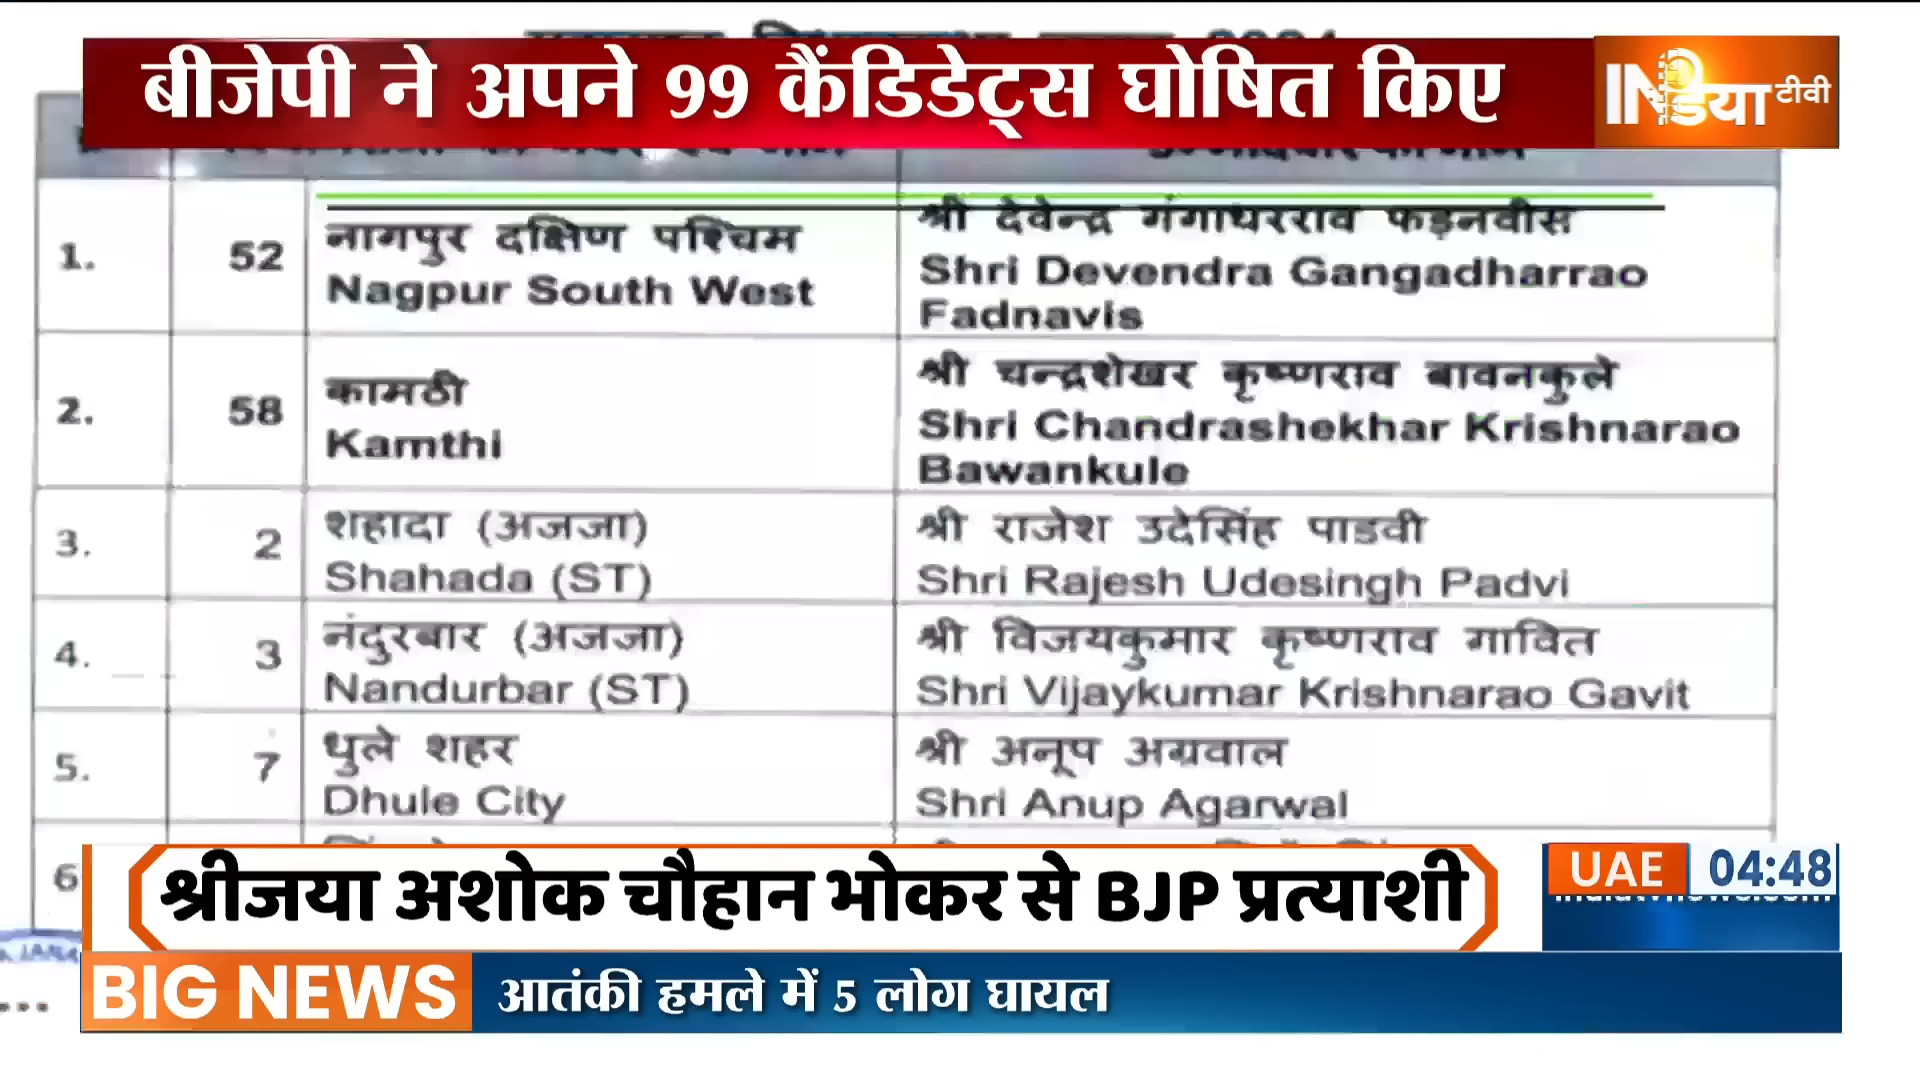 बीजेपी ने अपने 99 कैंडिडेट्स घोषित किए
INDIA इंडिया टीवी
1.
52
नागपुर दक्षिण पश्चिम
Nagpur South West
श्री देवेन्द्र गंगाधरराव फड़नवीस
Shri Devendra Gangadharrao
Fadnavis
2.
58
कामठी
Kamthi
श्री चन्द्रशेखर कृष्णराव बावनकुले
Shri Chandrashekhar Krishnarao
Bawankule
3.
2
शहादा (अजजा)
Shahada (ST)
श्री राजेश उदेसिंह पाडवी
Shri Rajesh Udesingh Padvi
4.
3
नंदुरबार (अजजा)
Nandurbar (ST)
श्री विजयकुमार कृष्णराव गावित
Shri Vijaykumar Krishnarao Gavit
5.
7
धुले शहर
Dhule City
श्री अनूप अग्रवाल
Shri Anup Agarwal
6
श्रीजया अशोक चौहान भोकर से BJP प्रत्याशी
UAE 04:48
BIG NEWS आतंकी हमले में 5 लोग घायल